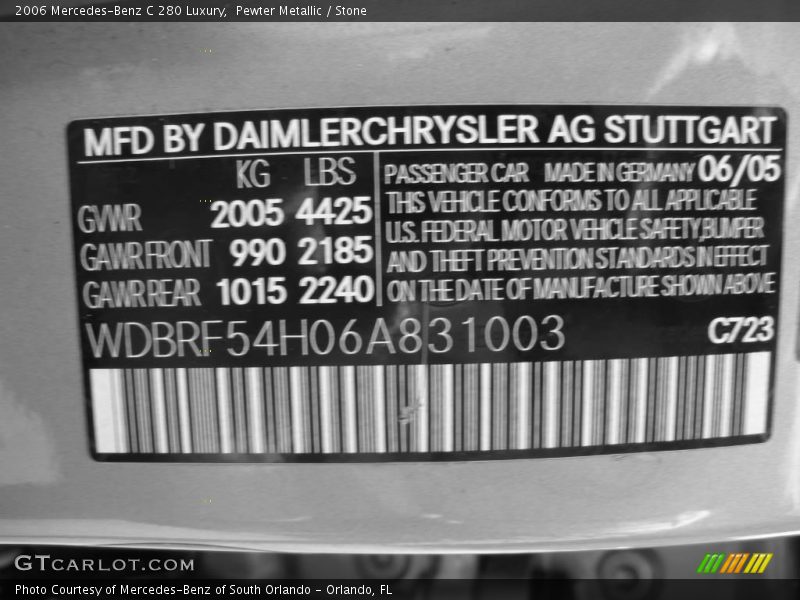 2006 Mercedes-Benz C 280 Luxury,  Pewter Metallic / Stone
MFD BY DAIMLERCHRYSLER AG STUTTGART
KG LBS
GVWR 2005 4425
GAWR FRONT 990 2185
GAWR REAR 1015 2240
PASSENGER CAR MADE IN GERMANY 06/05
THIS VEHICLE CONFORMS TO ALL APPLICABLE
U.S. FEDERAL MOTOR VEHICLE SAFETY,BUMPER
AND THEFT PREVENTION STANDARDS IN EFFECT
ON THE DATE OF MANUFACTURE SHOWN ABOVE
WDBRF54H06A831003 C723
GTCARLOT.COM
Photo Courtesy of Mercedes-Benz of South Orlando - Orlando, FL